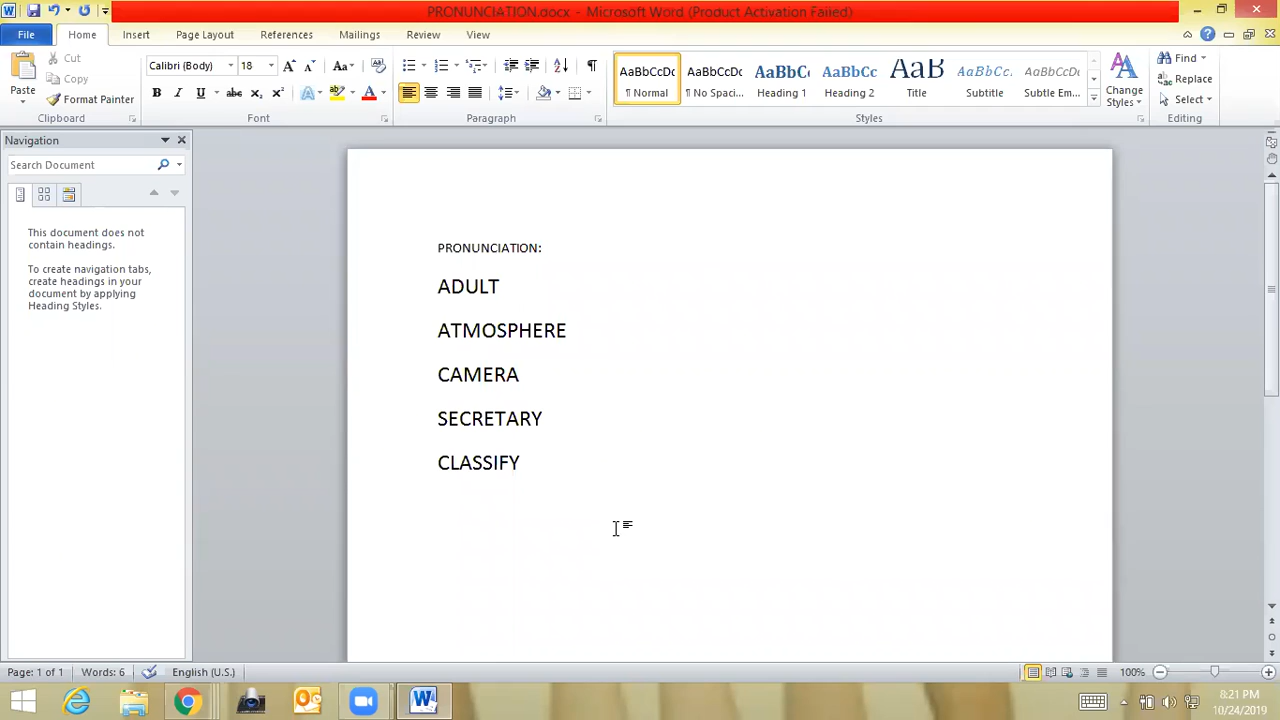 PRONUNCIATION.docx - Microsoft Word (Product Activation Failed)
File Home Insert Page Layout References Mailings Review View
Cut
Copy
Format Painter
Paste
Clipboard
Calibri (Body) 18
Font
Paragraph
AaBbCcDc AaBbCcDc AaBbCc AaBbCc AaB AaBbCc. AaBbCcDc
¶ Normal ¶ No Spaci... Heading 1 Heading 2 Title Subtitle Subtle Em...
Styles
Change
Styles
Find
Replace
Select
Editing
Navigation
Search Document
This document does not
contain headings.
To create navigation tabs,
create headings in your
document by applying
Heading Styles.
PRONUNCIATION:
ADULT
ATMOSPHERE
CAMERA
SECRETARY
CLASSIFY
Page: 1 of 1 Words: 6 English (U.S.) 100%
8:21 PM
10/24/2019